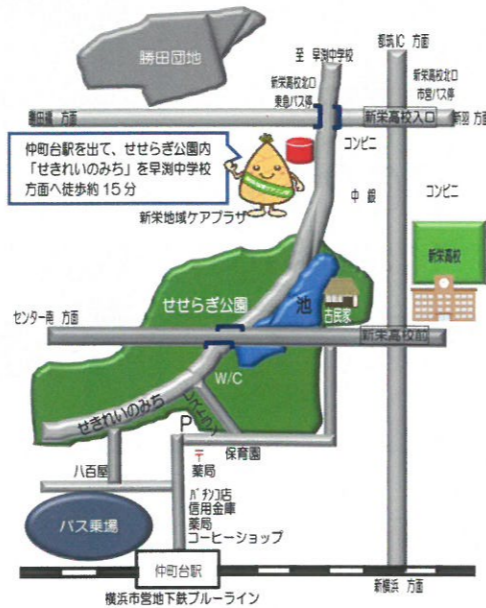 都筑IC 方面
至 早渕中学校
勝田団地
新栄高校北口
東急バス停
新栄高校北口
市営バス停
勝田橋 方面
新栄高校入口
新羽 方面
コンビニ
仲町台駅を出て、せせらぎ公園内
「せきれいのみち」を早渕中学校
方面へ徒歩約15分
中 銀
コンビニ
新栄地域ケアプラザ
新栄高校
せせらぎ公園
池
古民家
センター南 方面
新栄高校前
W/C
せきれいのみち
P
保育園
〒
薬局
八百屋
パチンコ店
信用金庫
薬局
コーヒーショップ
バス乗場
仲町台駅
新横浜 方面
横浜市営地下鉄ブルーライン